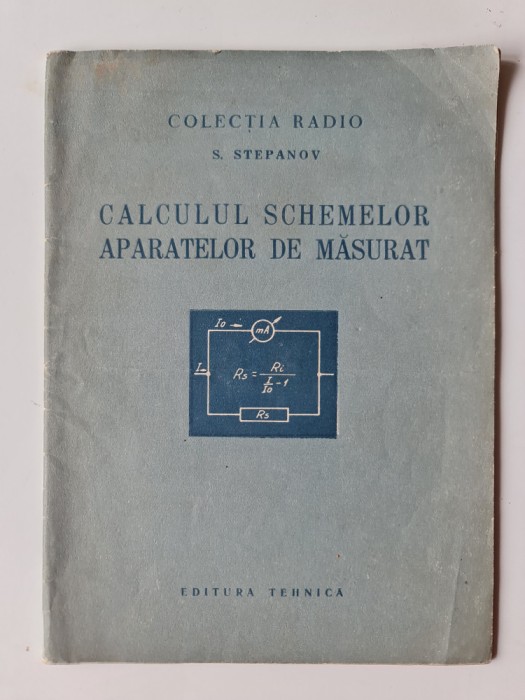 COLECȚIA RADIO
S. STEPANOV
CALCULUL SCHEMELOR
APARATELOR DE MĂSURAT
Io
mA
I
Rs = Ri
I
Io -1
Rs
EDITURA TEHNICA